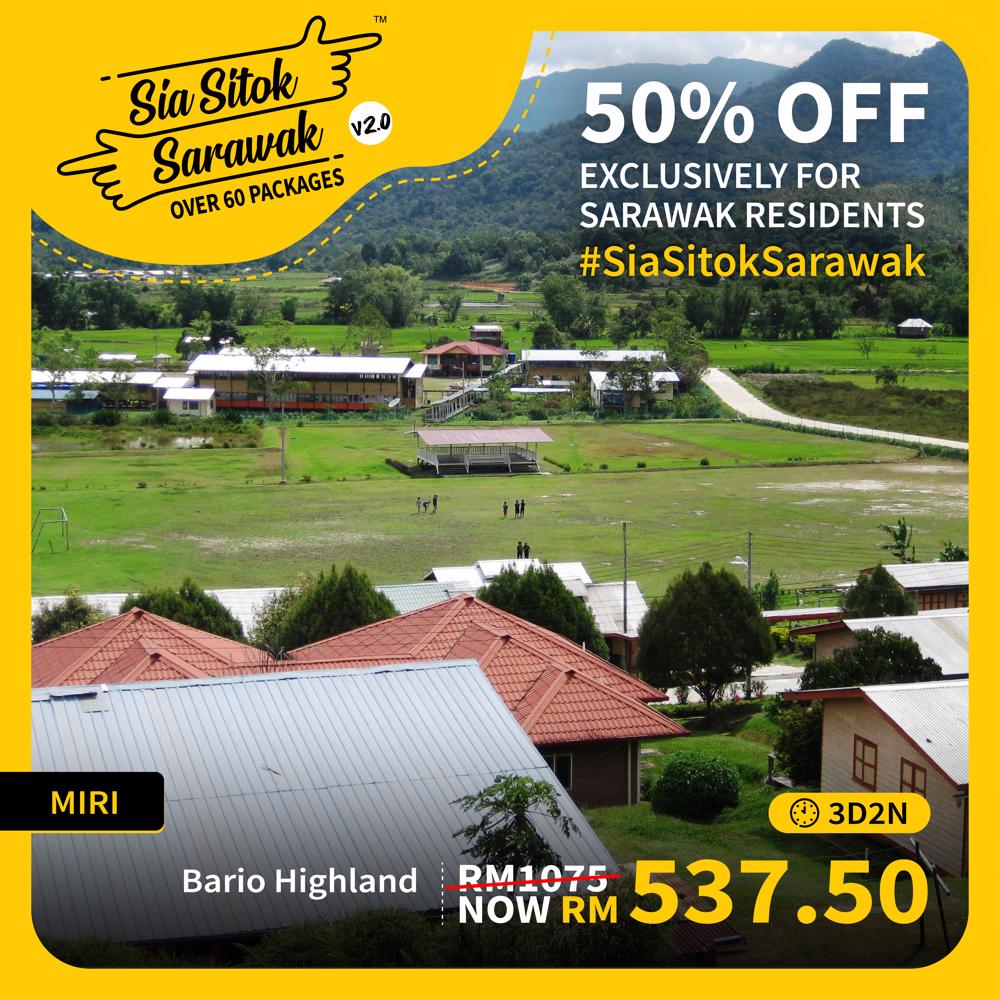 Sia Sitok
Sarawak
TM
v2.0
OVER 60 PACKAGES
50% OFF
EXCLUSIVELY FOR
SARAWAK RESIDENTS
#SiaSitokSarawak
MIRI
3D2N
Bario Highland
RM1075
NOW RM 537.50